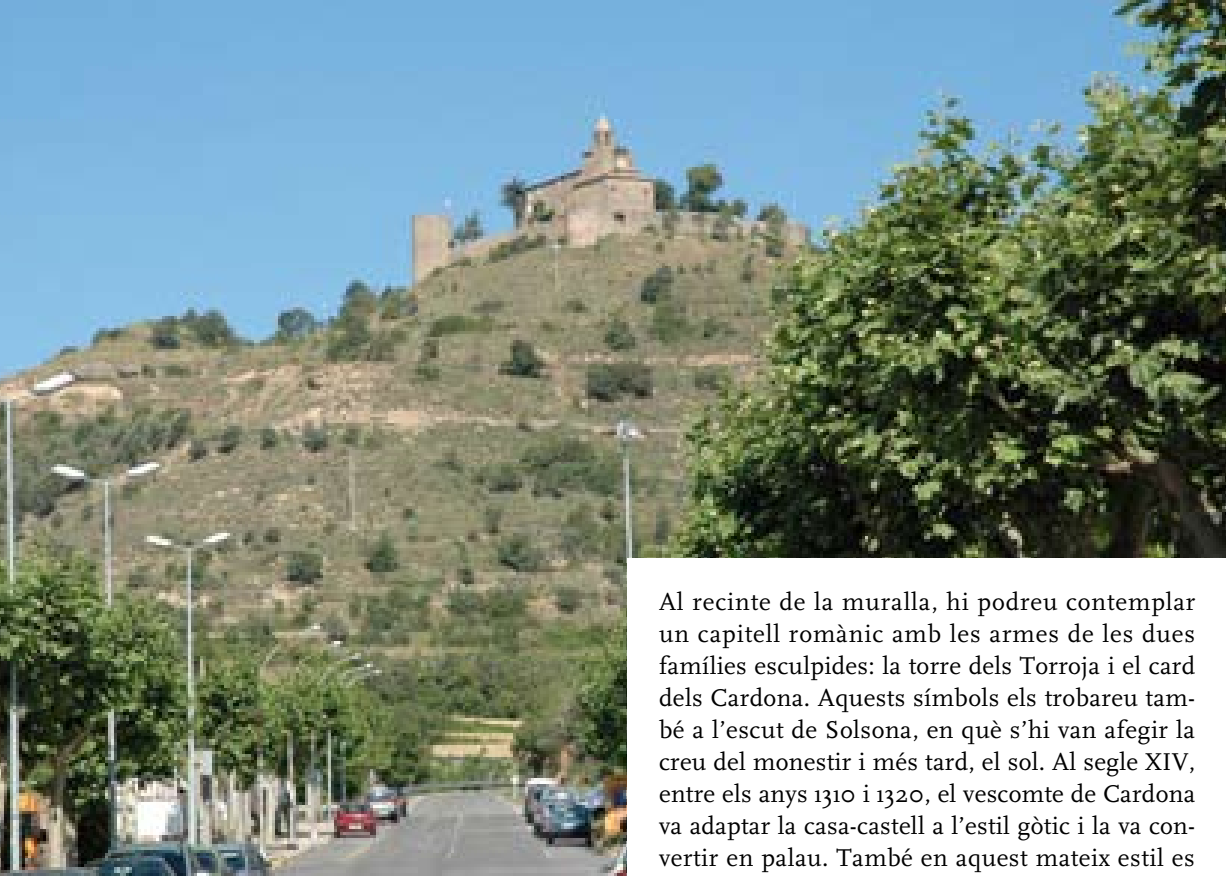 Al recinte de la muralla, hi podreu contemplar
un capitell romànic amb les armes de les dues
famílies esculpides: la torre dels Torroja i el card
dels Cardona. Aquests símbols els trobareu tam-
bé a l’escut de Solsona, en què s’hi van afegir la
creu del monestir i més tard, el sol. Al segle XIV,
entre els anys 1310 i 1320, el vescomte de Cardona
va adaptar la casa-castell a l’estil gòtic i la va con-
vertir en palau. També en aquest mateix estil es